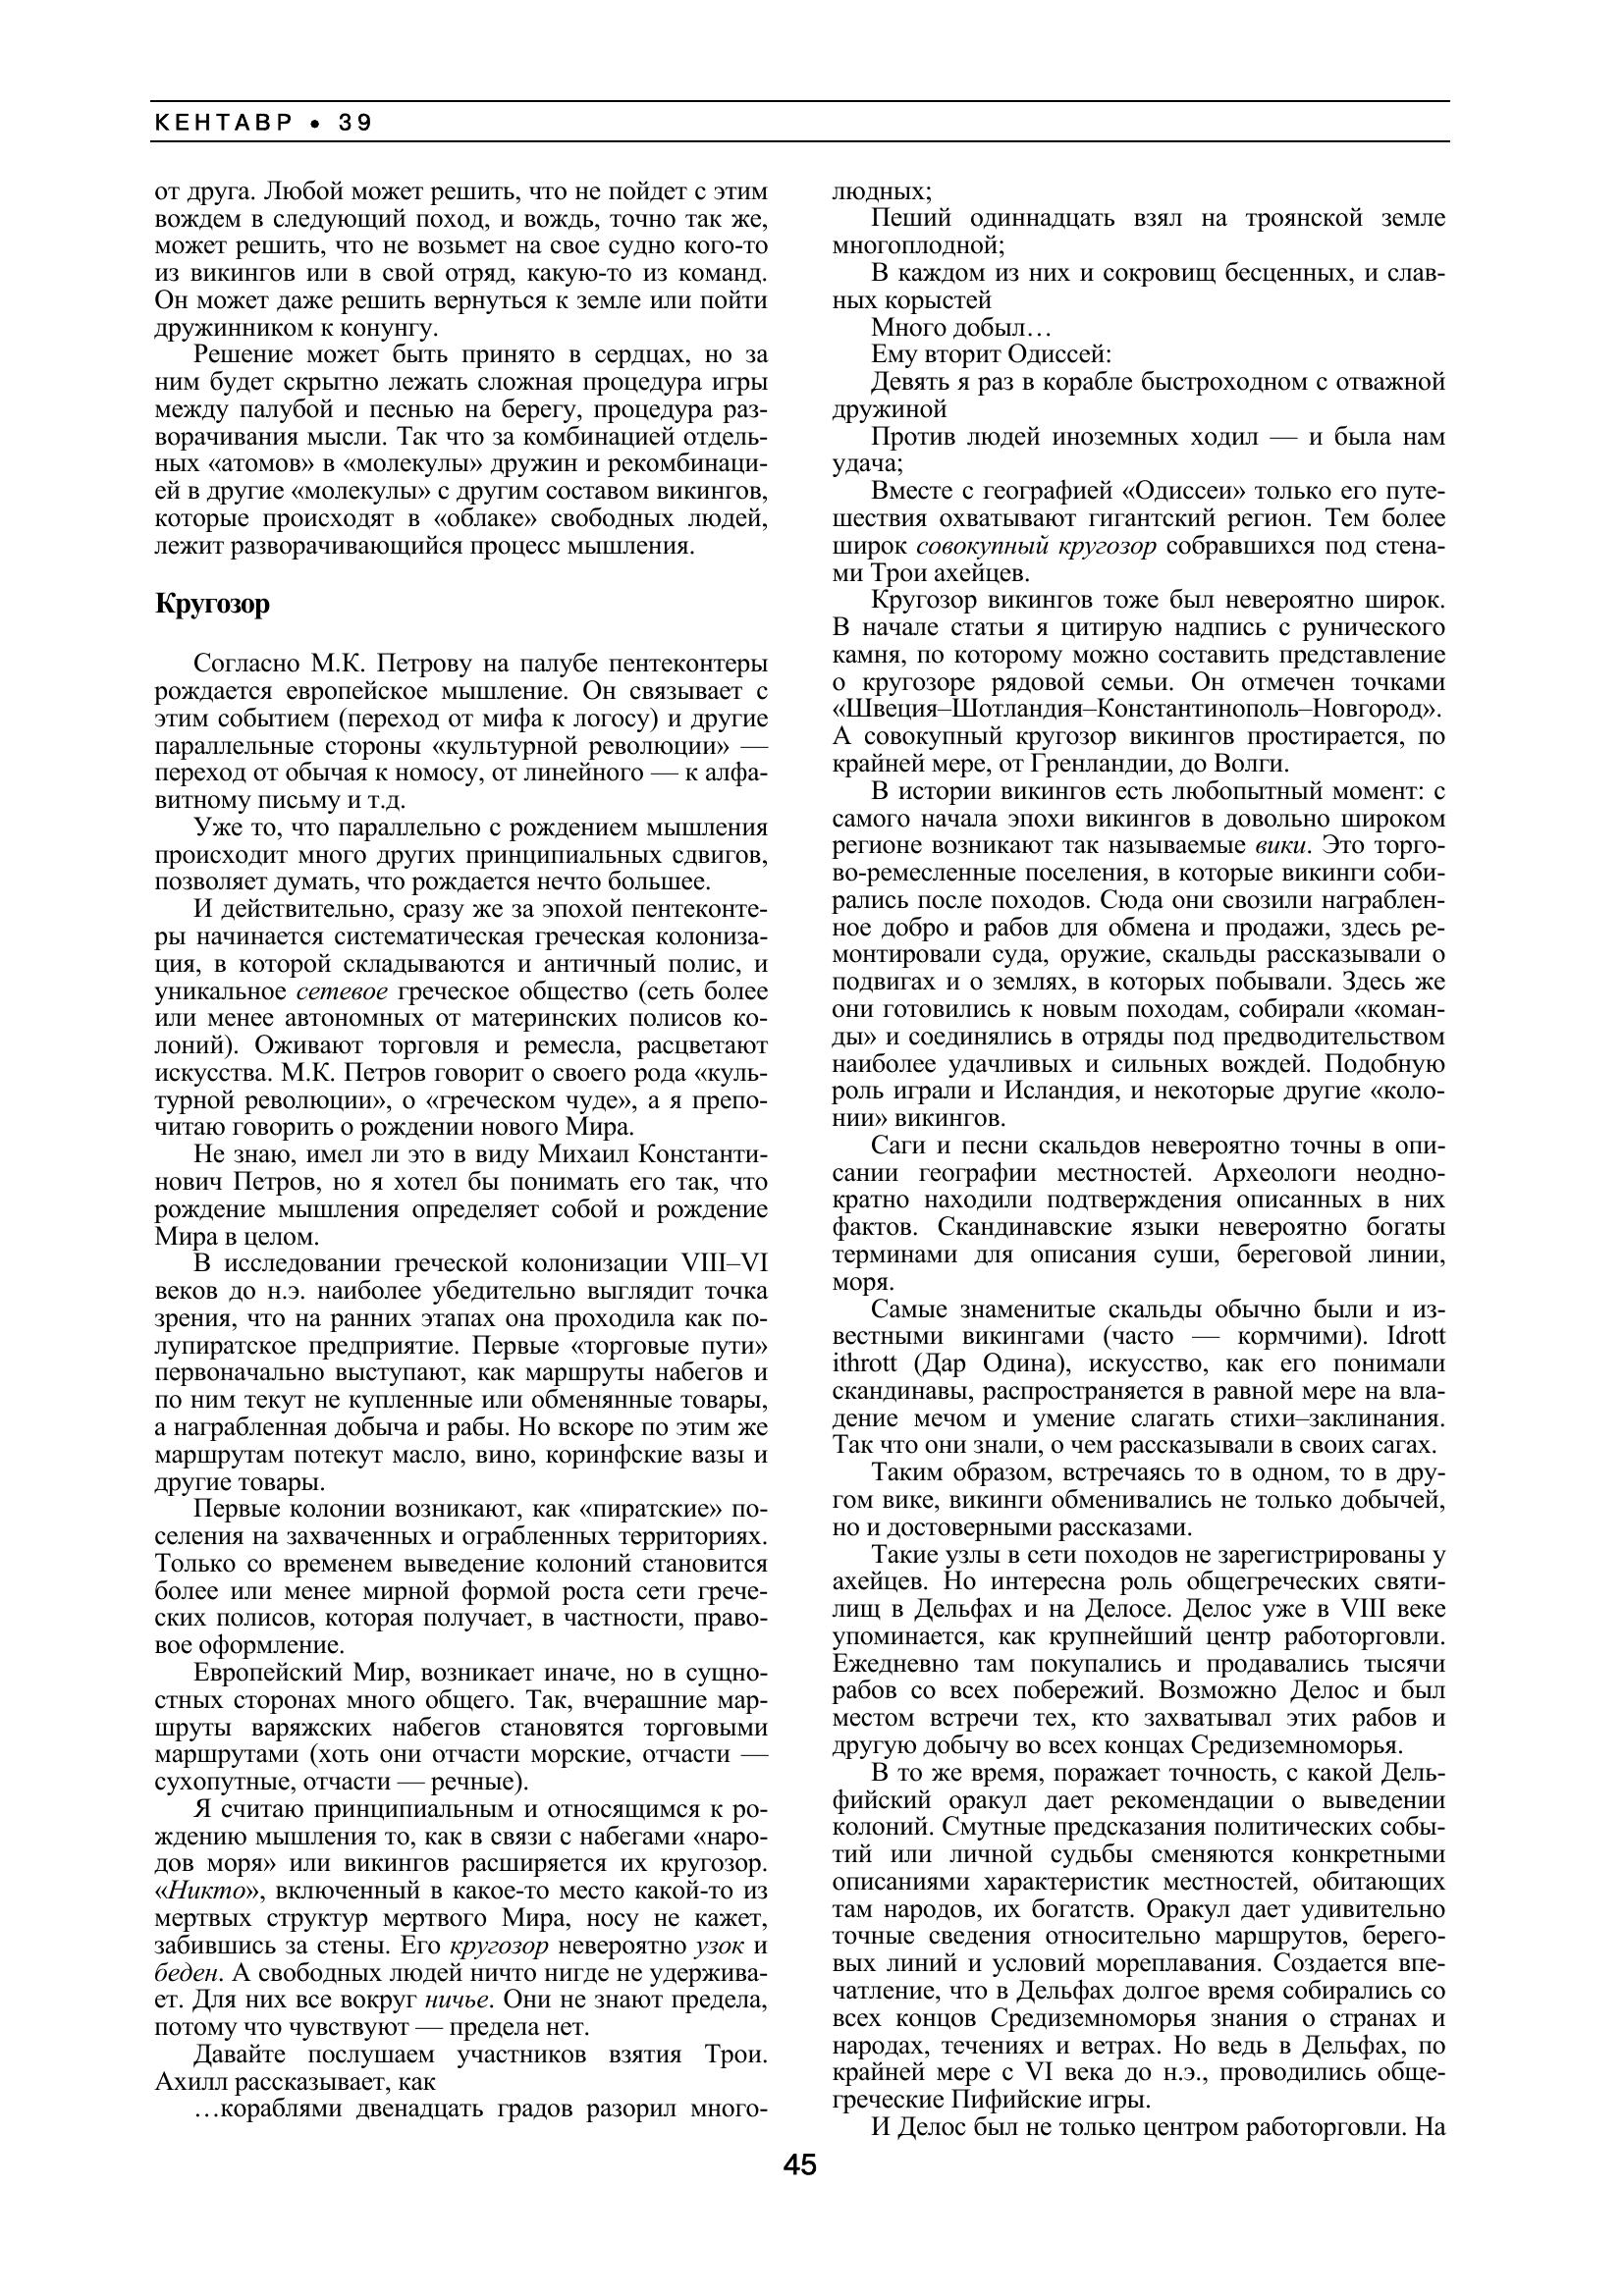 КЕНТАВР • 39
от друга. Любой может решить, что не пойдет с этим
вождем в следующий поход, и вождь, точно так же,
может решить, что не возьмет на свое судно кого-то
из викингов или в свой отряд, какую-то из команд.
Он может даже решить вернуться к земле или пойти
дружинником к конунгу.
Решение может быть принято в сердцах, но за
ним будет скрытно лежать сложная процедура игры
между палубой и песнью на берегу, процедура раз-
ворачивания мысли. Так что за комбинацией отдель-
ных «атомов» в «молекулы» дружин и рекомбинаци-
ей в другие «молекулы» с другим составом викингов,
которые происходят в «облаке» свободных людей,
лежит разворачивающийся процесс мышления.
Кругозор
Согласно М.К. Петрову на палубе пентеконтеры
рождается европейское мышление. Он связывает с
этим событием (переход от мифа к логосу) и другие
параллельные стороны «культурной революции» —
переход от обычая к номосу, от линейного — к алфа-
витному письму и т.д.
Уже то, что параллельно с рождением мышления
происходит много других принципиальных сдвигов,
позволяет думать, что рождается нечто большее.
И действительно, сразу же за эпохой пентеконте-
ры начинается систематическая греческая колониза-
ция, в которой складываются и античный полис, и
уникальное сетевое греческое общество (сеть более
или менее автономных от материнских полисов ко-
лоний). Оживают торговля и ремесла, расцветают
искусства. М.К. Петров говорит о своего рода «куль-
турной революции», о «греческом чуде», а я препо-
читаю говорить о рождении нового Мира.
Не знаю, имел ли это в виду Михаил Константи-
нович Петров, но я хотел бы понимать его так, что
рождение мышления определяет собой и рождение
Мира в целом.
В исследовании греческой колонизации VIII–VI
веков до н.э. наиболее убедительно выглядит точка
зрения, что на ранних этапах она проходила как по-
лупиратское предприятие. Первые «торговые пути»
первоначально выступают, как маршруты набегов и
по ним текут не купленные или обменянные товары,
а награбленная добыча и рабы. Но вскоре по этим же
маршрутам потекут масло, вино, коринфские вазы и
другие товары.
Первые колонии возникают, как «пиратские» по-
селения на захваченных и ограбленных территориях.
Только со временем выведение колоний становится
более или менее мирной формой роста сети грече-
ских полисов, которая получает, в частности, право-
вое оформление.
Европейский Мир, возникает иначе, но в сущно-
стных сторонах много общего. Так, вчерашние мар-
шруты варяжских набегов становятся торговыми
маршрутами (хоть они отчасти морские, отчасти —
сухопутные, отчасти — речные).
Я считаю принципиальным и относящимся к ро-
ждению мышления то, как в связи с набегами «наро-
дов моря» или викингов расширяется их кругозор.
«Никто», включенный в какое-то место какой-то из
мертвых структур мертвого Мира, носу не кажет,
забившись за стены. Его кругозор невероятно узок и
беден. А свободных людей ничто нигде не удержива-
ет. Для них все вокруг ничье. Они не знают предела,
потому что чувствуют — предела нет.
Давайте послушаем участников взятия Трои.
Ахилл рассказывает, как
…кораблями двенадцать градов разорил много-
людных;
Пеший одиннадцать взял на троянской земле
многоплодной;
В каждом из них и сокровищ бесценных, и слав-
ных корыстей
Много добыл…
Ему вторит Одиссей:
Девять я раз в корабле быстроходном с отважной
дружиной
Против людей иноземных ходил — и была нам
удача;
Вместе с географией «Одиссеи» только его путе-
шествия охватывают гигантский регион. Тем более
широк совокупный кругозор собравшихся под стена-
ми Трои ахейцев.
Кругозор викингов тоже был невероятно широк.
В начале статьи я цитирую надпись с рунического
камня, по которому можно составить представление
о кругозоре рядовой семьи. Он отмечен точками
«Швеция–Шотландия–Константинополь–Новгород».
А совокупный кругозор викингов простирается, по
крайней мере, от Гренландии, до Волги.
В истории викингов есть любопытный момент: с
самого начала эпохи викингов в довольно широком
регионе возникают так называемые вики. Это торго-
во-ремесленные поселения, в которые викинги соби-
рались после походов. Сюда они свозили награблен-
ное добро и рабов для обмена и продажи, здесь ре-
монтировали суда, оружие, скальды рассказывали о
подвигах и о землях, в которых побывали. Здесь же
они готовились к новым походам, собирали «коман-
ды» и соединялись в отряды под предводительством
наиболее удачливых и сильных вождей. Подобную
роль играли и Исландия, и некоторые другие «коло-
нии» викингов.
Саги и песни скальдов невероятно точны в опи-
сании географии местностей. Археологи неодно-
кратно находили подтверждения описанных в них
фактов. Скандинавские языки невероятно богаты
терминами для описания суши, береговой линии,
моря.
Самые знаменитые скальды обычно были и из-
вестными викингами (часто — кормчими). Idrott
ithrott (Дар Одина), искусство, как его понимали
скандинавы, распространяется в равной мере на вла-
дение мечом и умение слагать стихи–заклинания.
Так что они знали, о чем рассказывали в своих сагах.
Таким образом, встречаясь то в одном, то в дру-
гом вике, викинги обменивались не только добычей,
но и достоверными рассказами.
Такие узлы в сети походов не зарегистрированы у
ахейцев. Но интересна роль общегреческих святи-
лищ в Дельфах и на Делосе. Делос уже в VIII веке
упоминается, как крупнейший центр работорговли.
Ежедневно там покупались и продавались тысячи
рабов со всех побережий. Возможно Делос и был
местом встречи тех, кто захватывал этих рабов и
другую добычу во всех концах Средиземноморья.
В то же время, поражает точность, с какой Дель-
фийский оракул дает рекомендации о выведении
колоний. Смутные предсказания политических собы-
тий или личной судьбы сменяются конкретными
описаниями характеристик местностей, обитающих
там народов, их богатств. Оракул дает удивительно
точные сведения относительно маршрутов, берего-
вых линий и условий мореплавания. Создается впе-
чатление, что в Дельфах долгое время собирались со
всех концов Средиземноморья знания о странах и
народах, течениях и ветрах. Но ведь в Дельфах, по
крайней мере с VI века до н.э., проводились обще-
греческие Пифийские игры.
И Делос был не только центром работорговли. На
45